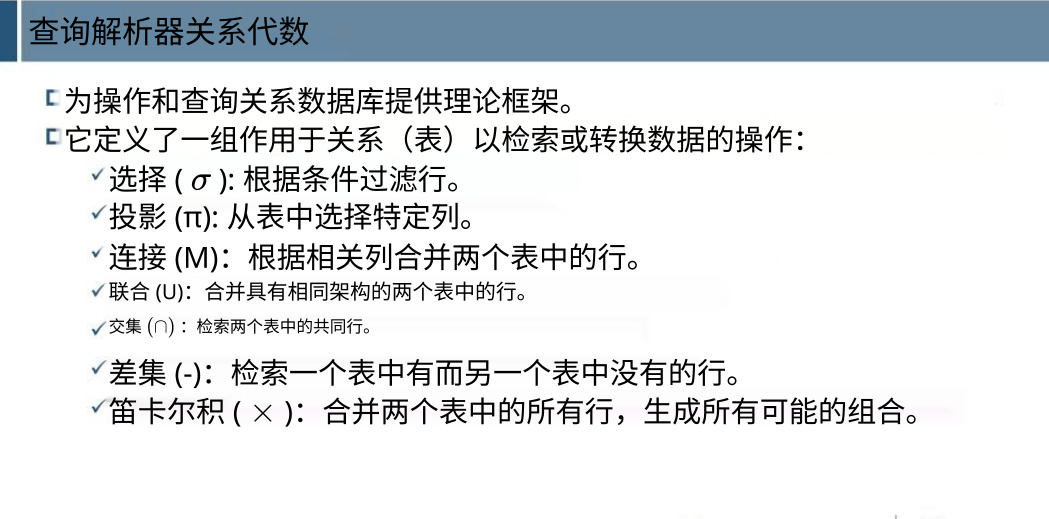 查询解析器关系代数
为操作和查询关系数据库提供理论框架。
它定义了一组作用于关系（表）以检索或转换数据的操作：
选择 ( σ ): 根据条件过滤行。
投影 (π): 从表中选择特定列。
连接 (M)：根据相关列合并两个表中的行。
联合 (U)：合并具有相同架构的两个表中的行。
交集 (∩) ：检索两个表中的共同行。
差集 (-)：检索一个表中有而另一个表中没有的行。
笛卡尔积 ( × )：合并两个表中的所有行，生成所有可能的组合。